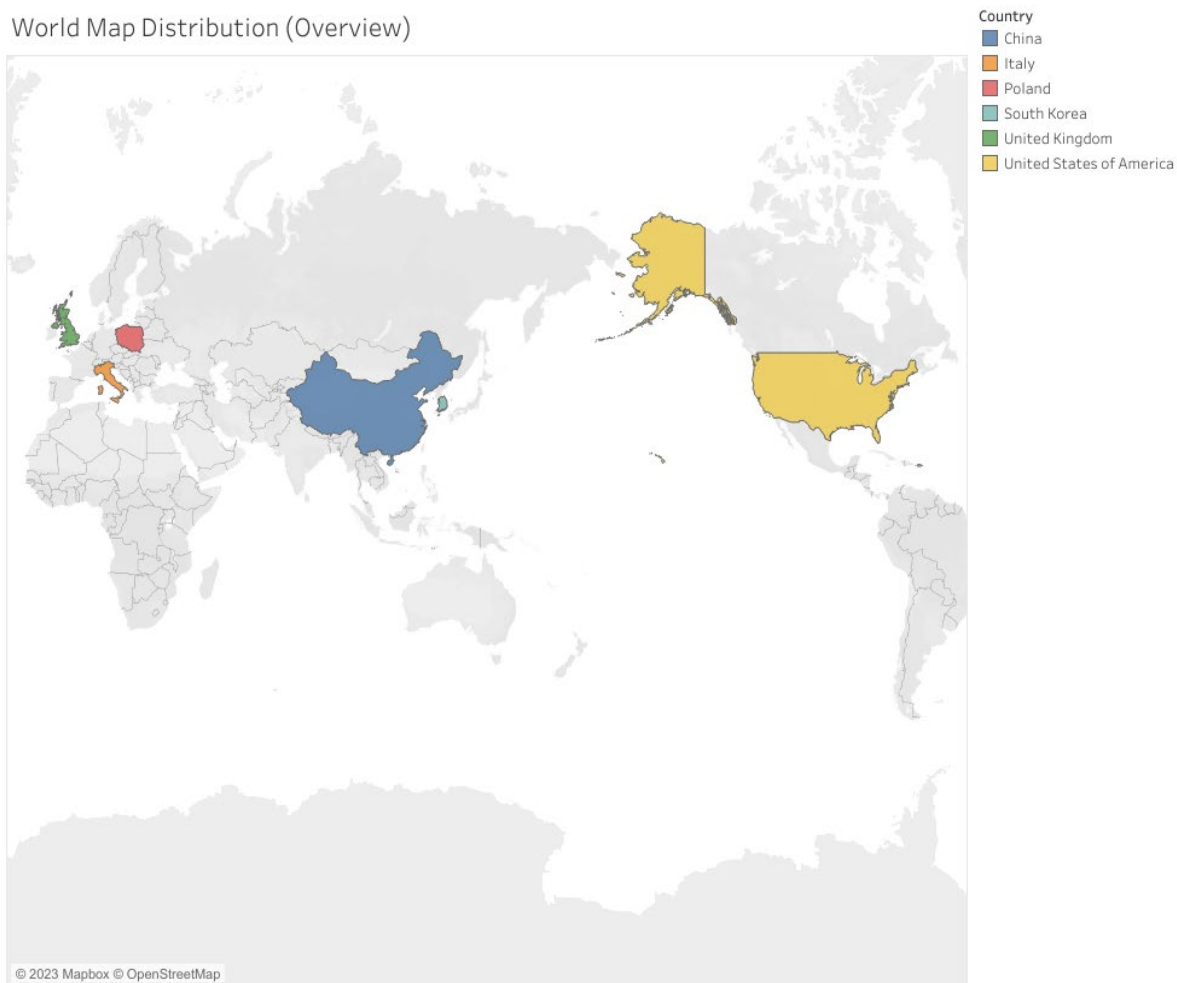 World Map Distribution (Overview)
Country
China
Italy
Poland
South Korea
United Kingdom
United States of America
© 2023 Mapbox © OpenStreetMap